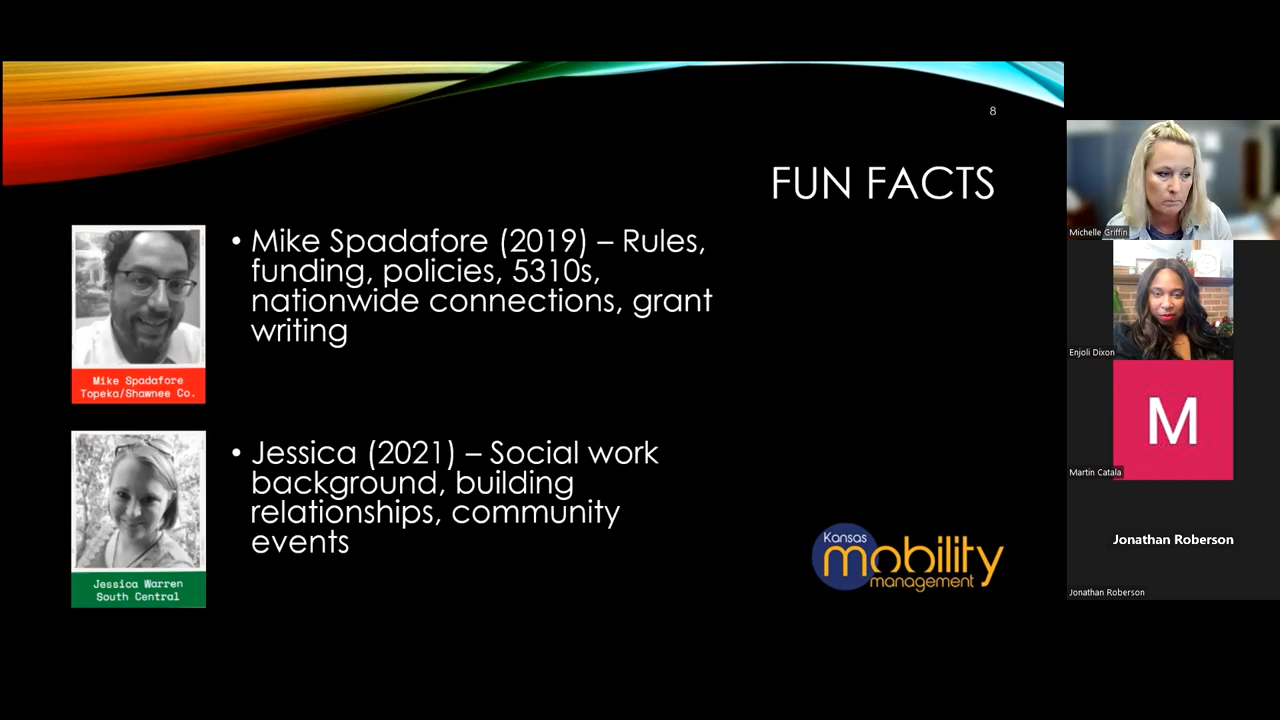 8
FUN FACTS
• Mike Spadafore (2019) – Rules,
funding, policies, 5310s,
nationwide connections, grant
writing
Mike Spadafore
Topeka/Shawnee Co.
• Jessica (2021) – Social work
background, building
relationships, community
events
Jessica Warren
South Central
Kansas
mobility
management
Michelle Griffin
Enjoli Dixon
M
Martin Catala
Jonathan Roberson
Jonathan Roberson